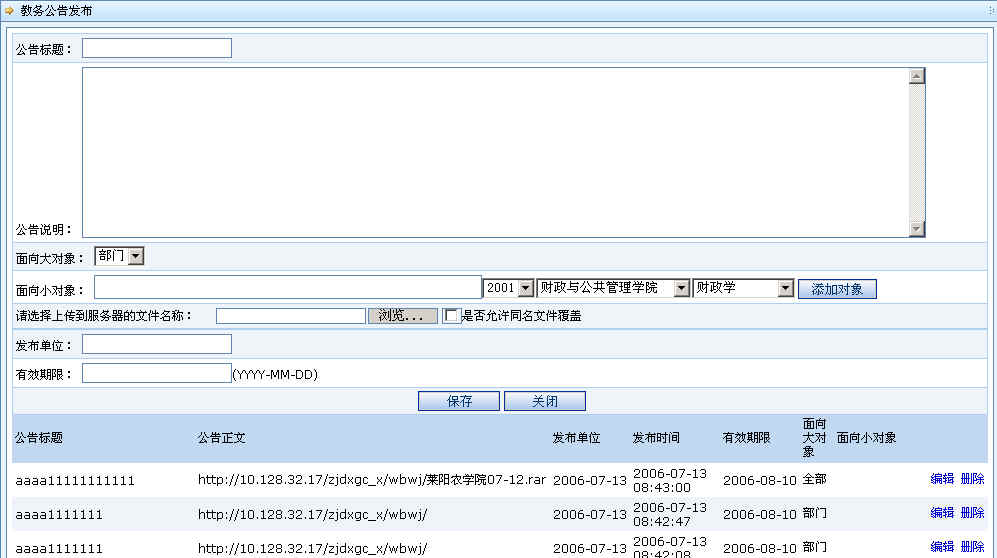 教务公告发布
公告标题：
公告说明：
面向大对象： 部门
面向小对象： 2001 财政与公共管理学院 财政学 添加对象
请选择上传到服务器的文件名称： 浏览... 是否允许同名文件覆盖
发布单位：
有效期限： (YYYY-MM-DD)
保存 关闭
公告标题 公告正文 发布单位 发布时间 有效期限 面向大对象 面向小对象
aaaa11111111111 http://10.128.32.17/zjdxgc_x/wbwj/莱阳农学院07-12.rar 2006-07-13 2006-07-13 08:43:00 2006-08-10 全部 编辑 删除
aaaa1111111 http://10.128.32.17/zjdxgc_x/wbwj/ 2006-07-13 2006-07-13 08:42:47 2006-08-10 部门 编辑 删除
aaaa1111111 http://10.128.32.17/zjdxgc_x/wbwj/ 2006-07-13 2006-07-13 08:42:08 2006-08-10 部门 编辑 删除